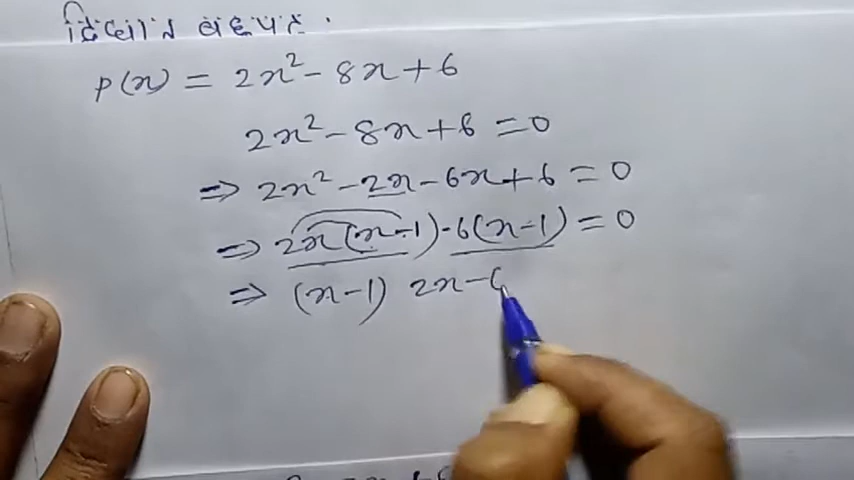 p(x) = 2x² - 8x + 6
2x² - 8x + 6 = 0
⇒ 2x² - 2x - 6x + 6 = 0
⇒ 2x(x-1) - 6(x-1) = 0
⇒ (x-1) 2x - 6